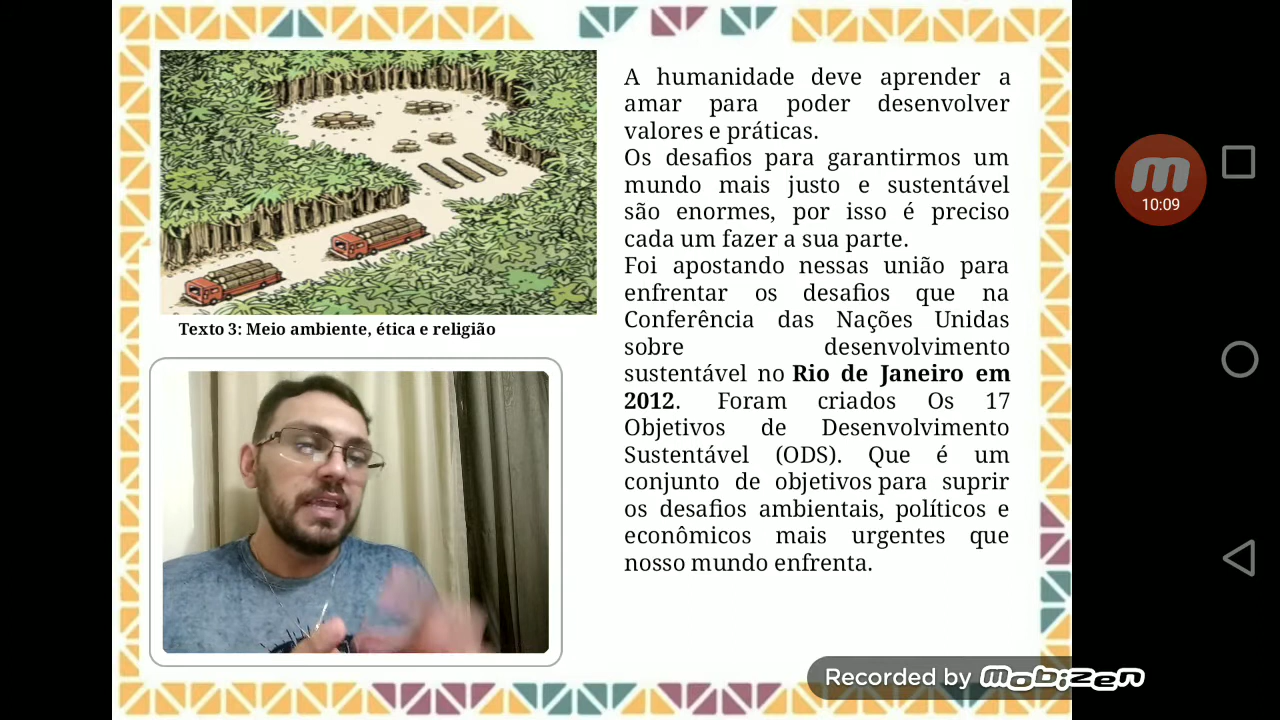 Texto 3: Meio ambiente, ética e religião
A humanidade deve aprender a
amar para poder desenvolver
valores e práticas.
Os desafios para garantirmos um
mundo mais justo e sustentável
são enormes, por isso é preciso
cada um fazer a sua parte.
Foi apostando nessas união para
enfrentar os desafios que na
Conferência das Nações Unidas
sobre desenvolvimento
sustentável no Rio de Janeiro em
2012. Foram criados Os 17
Objetivos de Desenvolvimento
Sustentável (ODS). Que é um
conjunto de objetivos para suprir
os desafios ambientais, políticos e
econômicos mais urgentes que
nosso mundo enfrenta.
m
10:09
Recorded by mobizen